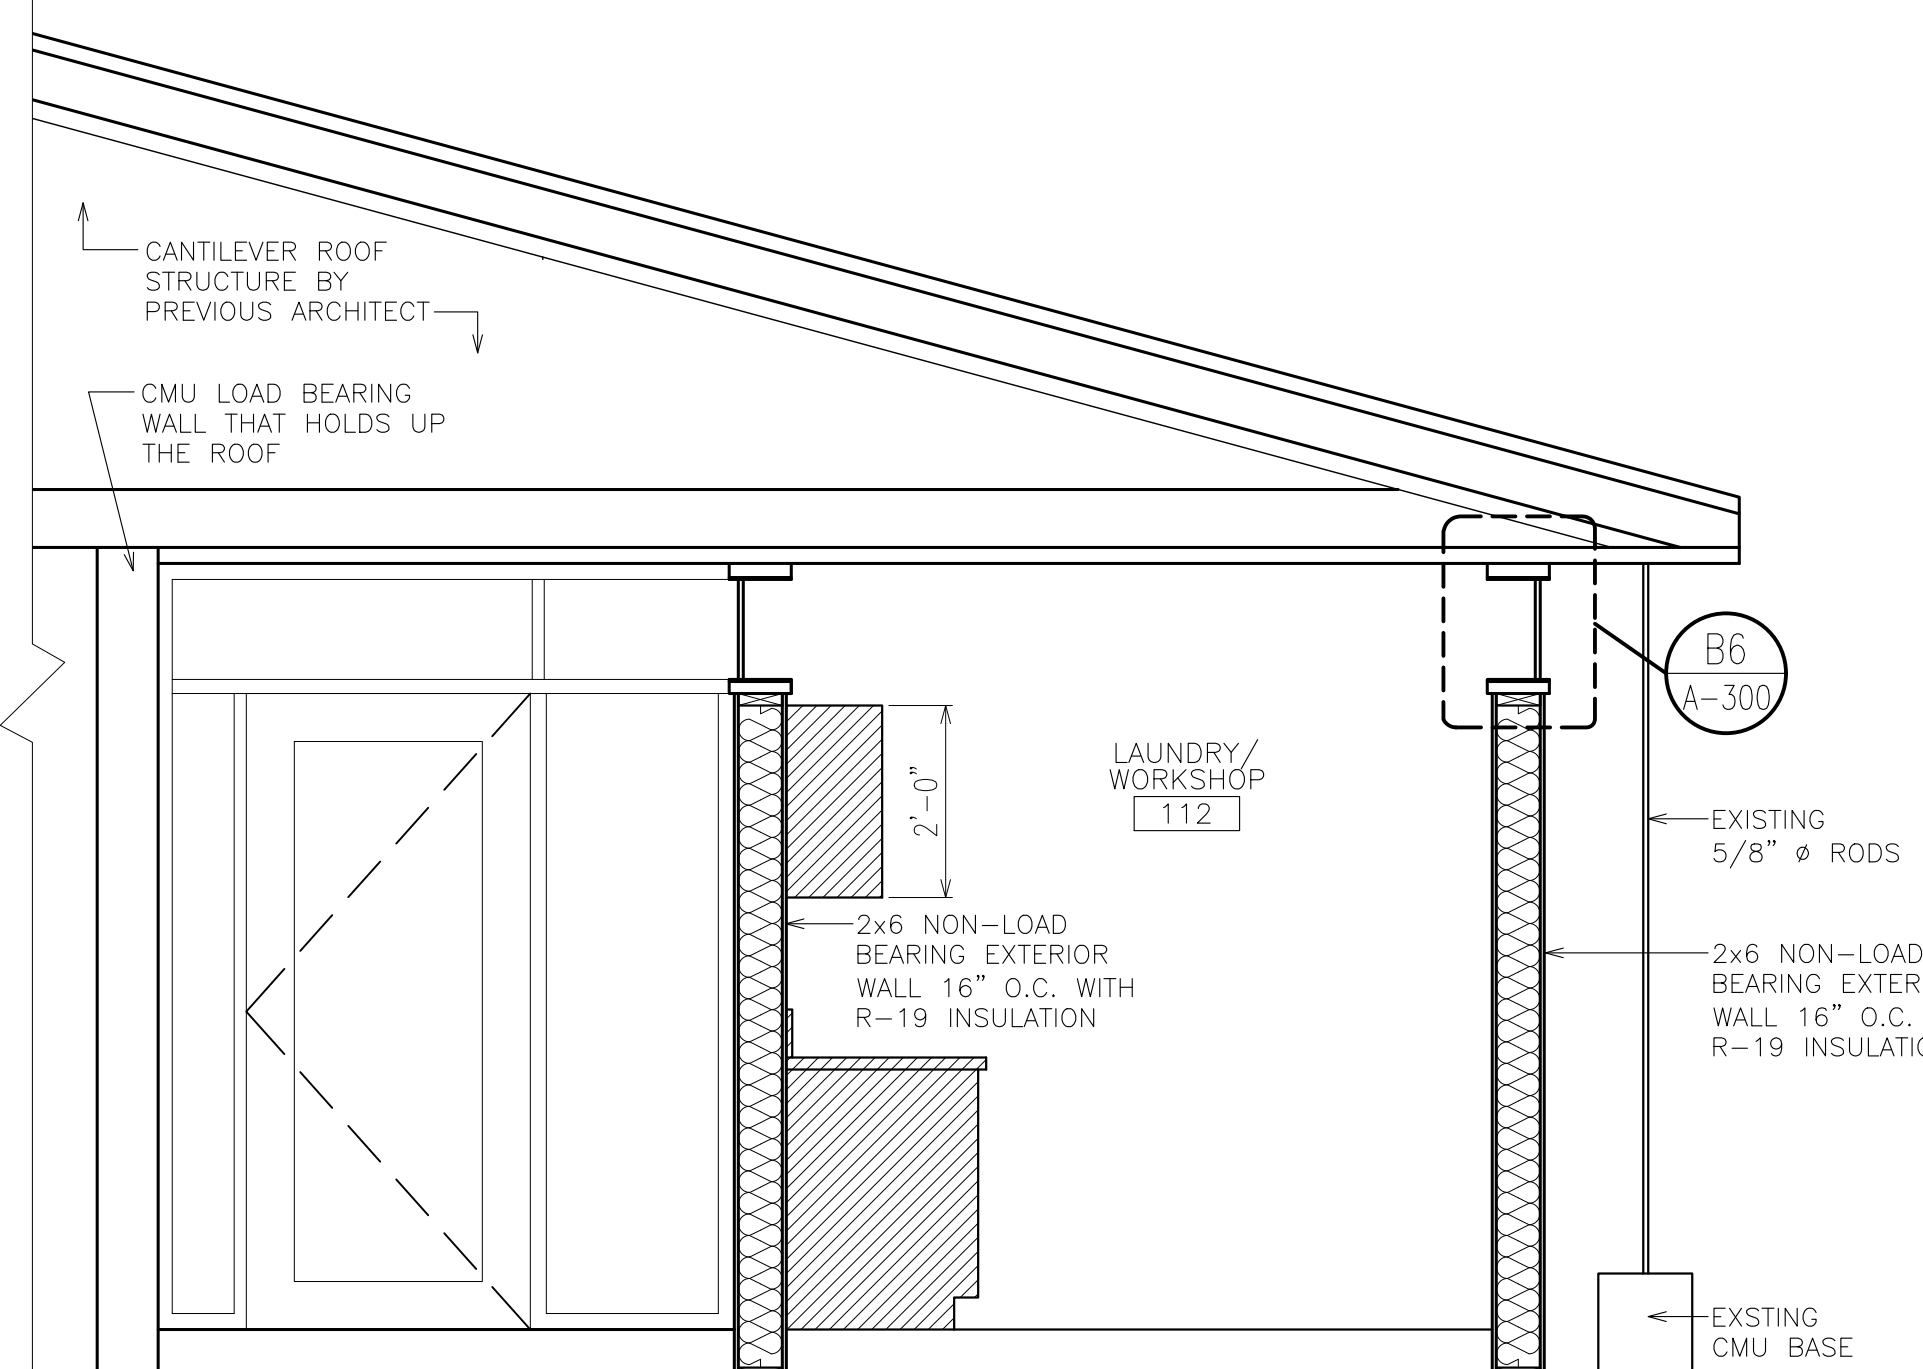 CANTILEVER ROOF
STRUCTURE BY
PREVIOUS ARCHITECT
CMU LOAD BEARING
WALL THAT HOLDS UP
THE ROOF
B6
A-300
LAUNDRY/
WORKSHOP
112
2'-0"
EXISTING
5/8" ø RODS
2x6 NON-LOAD
BEARING EXTERIOR
WALL 16" O.C. WITH
R-19 INSULATION
2x6 NON-LOAD
BEARING EXTER
WALL 16" O.C.
R-19 INSULATIO
EXSTING
CMU BASE